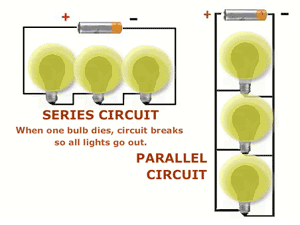 + -
SERIES CIRCUIT
When one bulb dies, circuit breaks
so all lights go out.
+ -
PARALLEL
CIRCUIT